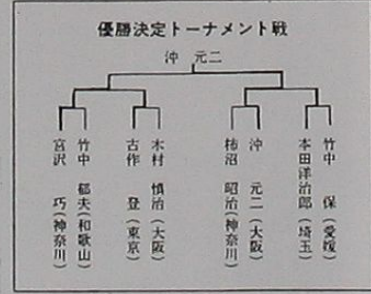 優勝決定トーナメント戦
沖　元二
竹中　保(愛媛)
本田洋治郎(埼玉)
沖　元二(大阪)
柿沼　昭治(神奈川)
木村　慎治(大阪)
古作　登(東京)
竹中　郁夫(和歌山)
宮沢　巧(神奈川)